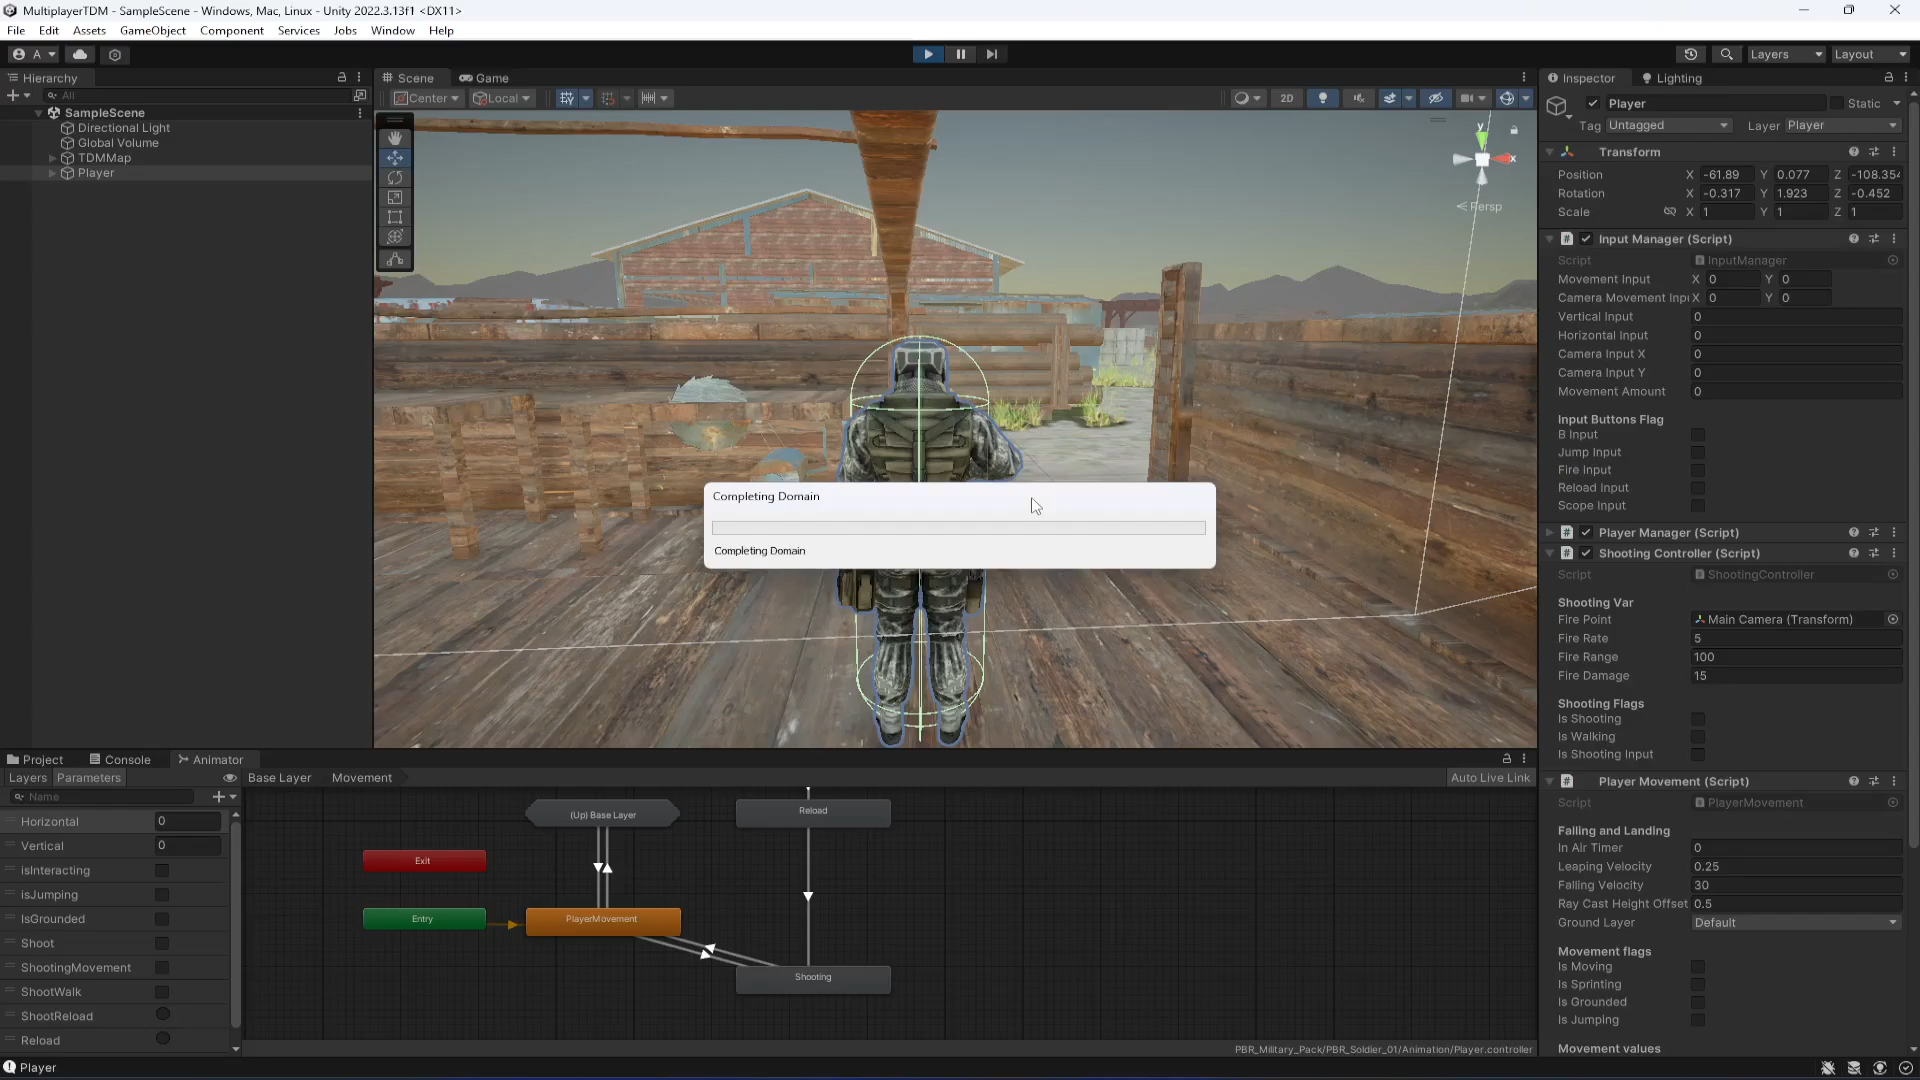 MultiplayerTDM - SampleScene - Windows, Mac, Linux - Unity 2022.3.13f1 <DX11>
File Edit Assets GameObject Component Services Jobs Window Help
A Layers Layout
Hierarchy
All
SampleScene
Directional Light
Global Volume
TDMMap
Player
Scene Game
Center Local 2D
y
x
Persp
Completing Domain
Completing Domain
Inspector Lighting
Player Static
Tag Untagged Layer Player
Transform
Position X -61.89 Y 0.077 Z -108.354
Rotation X -0.317 Y 1.923 Z -0.452
Scale X 1 Y 1 Z 1
Input Manager (Script)
Script InputManager
Movement Input X 0 Y 0
Camera Movement Inpu X 0 Y 0
Vertical Input 0
Horizontal Input 0
Camera Input X 0
Camera Input Y 0
Movement Amount 0
Input Buttons Flag
B Input
Jump Input
Fire Input
Reload Input
Scope Input
Player Manager (Script)
Shooting Controller (Script)
Script ShootingController
Shooting Var
Fire Point Main Camera (Transform)
Fire Rate 5
Fire Range 100
Fire Damage 15
Shooting Flags
Is Shooting
Is Walking
Is Shooting Input
Player Movement (Script)
Script PlayerMovement
Falling and Landing
In Air Timer 0
Leaping Velocity 0.25
Falling Velocity 30
Ray Cast Height Offset 0.5
Ground Layer Default
Movement flags
Is Moving
Is Sprinting
Is Grounded
Is Jumping
Movement values
Project Console Animator
Layers Parameters Base Layer Movement Auto Live Link
Name
Horizontal 0
Vertical 0
isInteracting
isJumping
IsGrounded
Shoot
ShootingMovement
ShootWalk
ShootReload
Reload
(Up) Base Layer
Reload
Exit
Entry
PlayerMovement
Shooting
PBR_Military_Pack/PBR_Soldier_01/Animation/Player.controller
Player